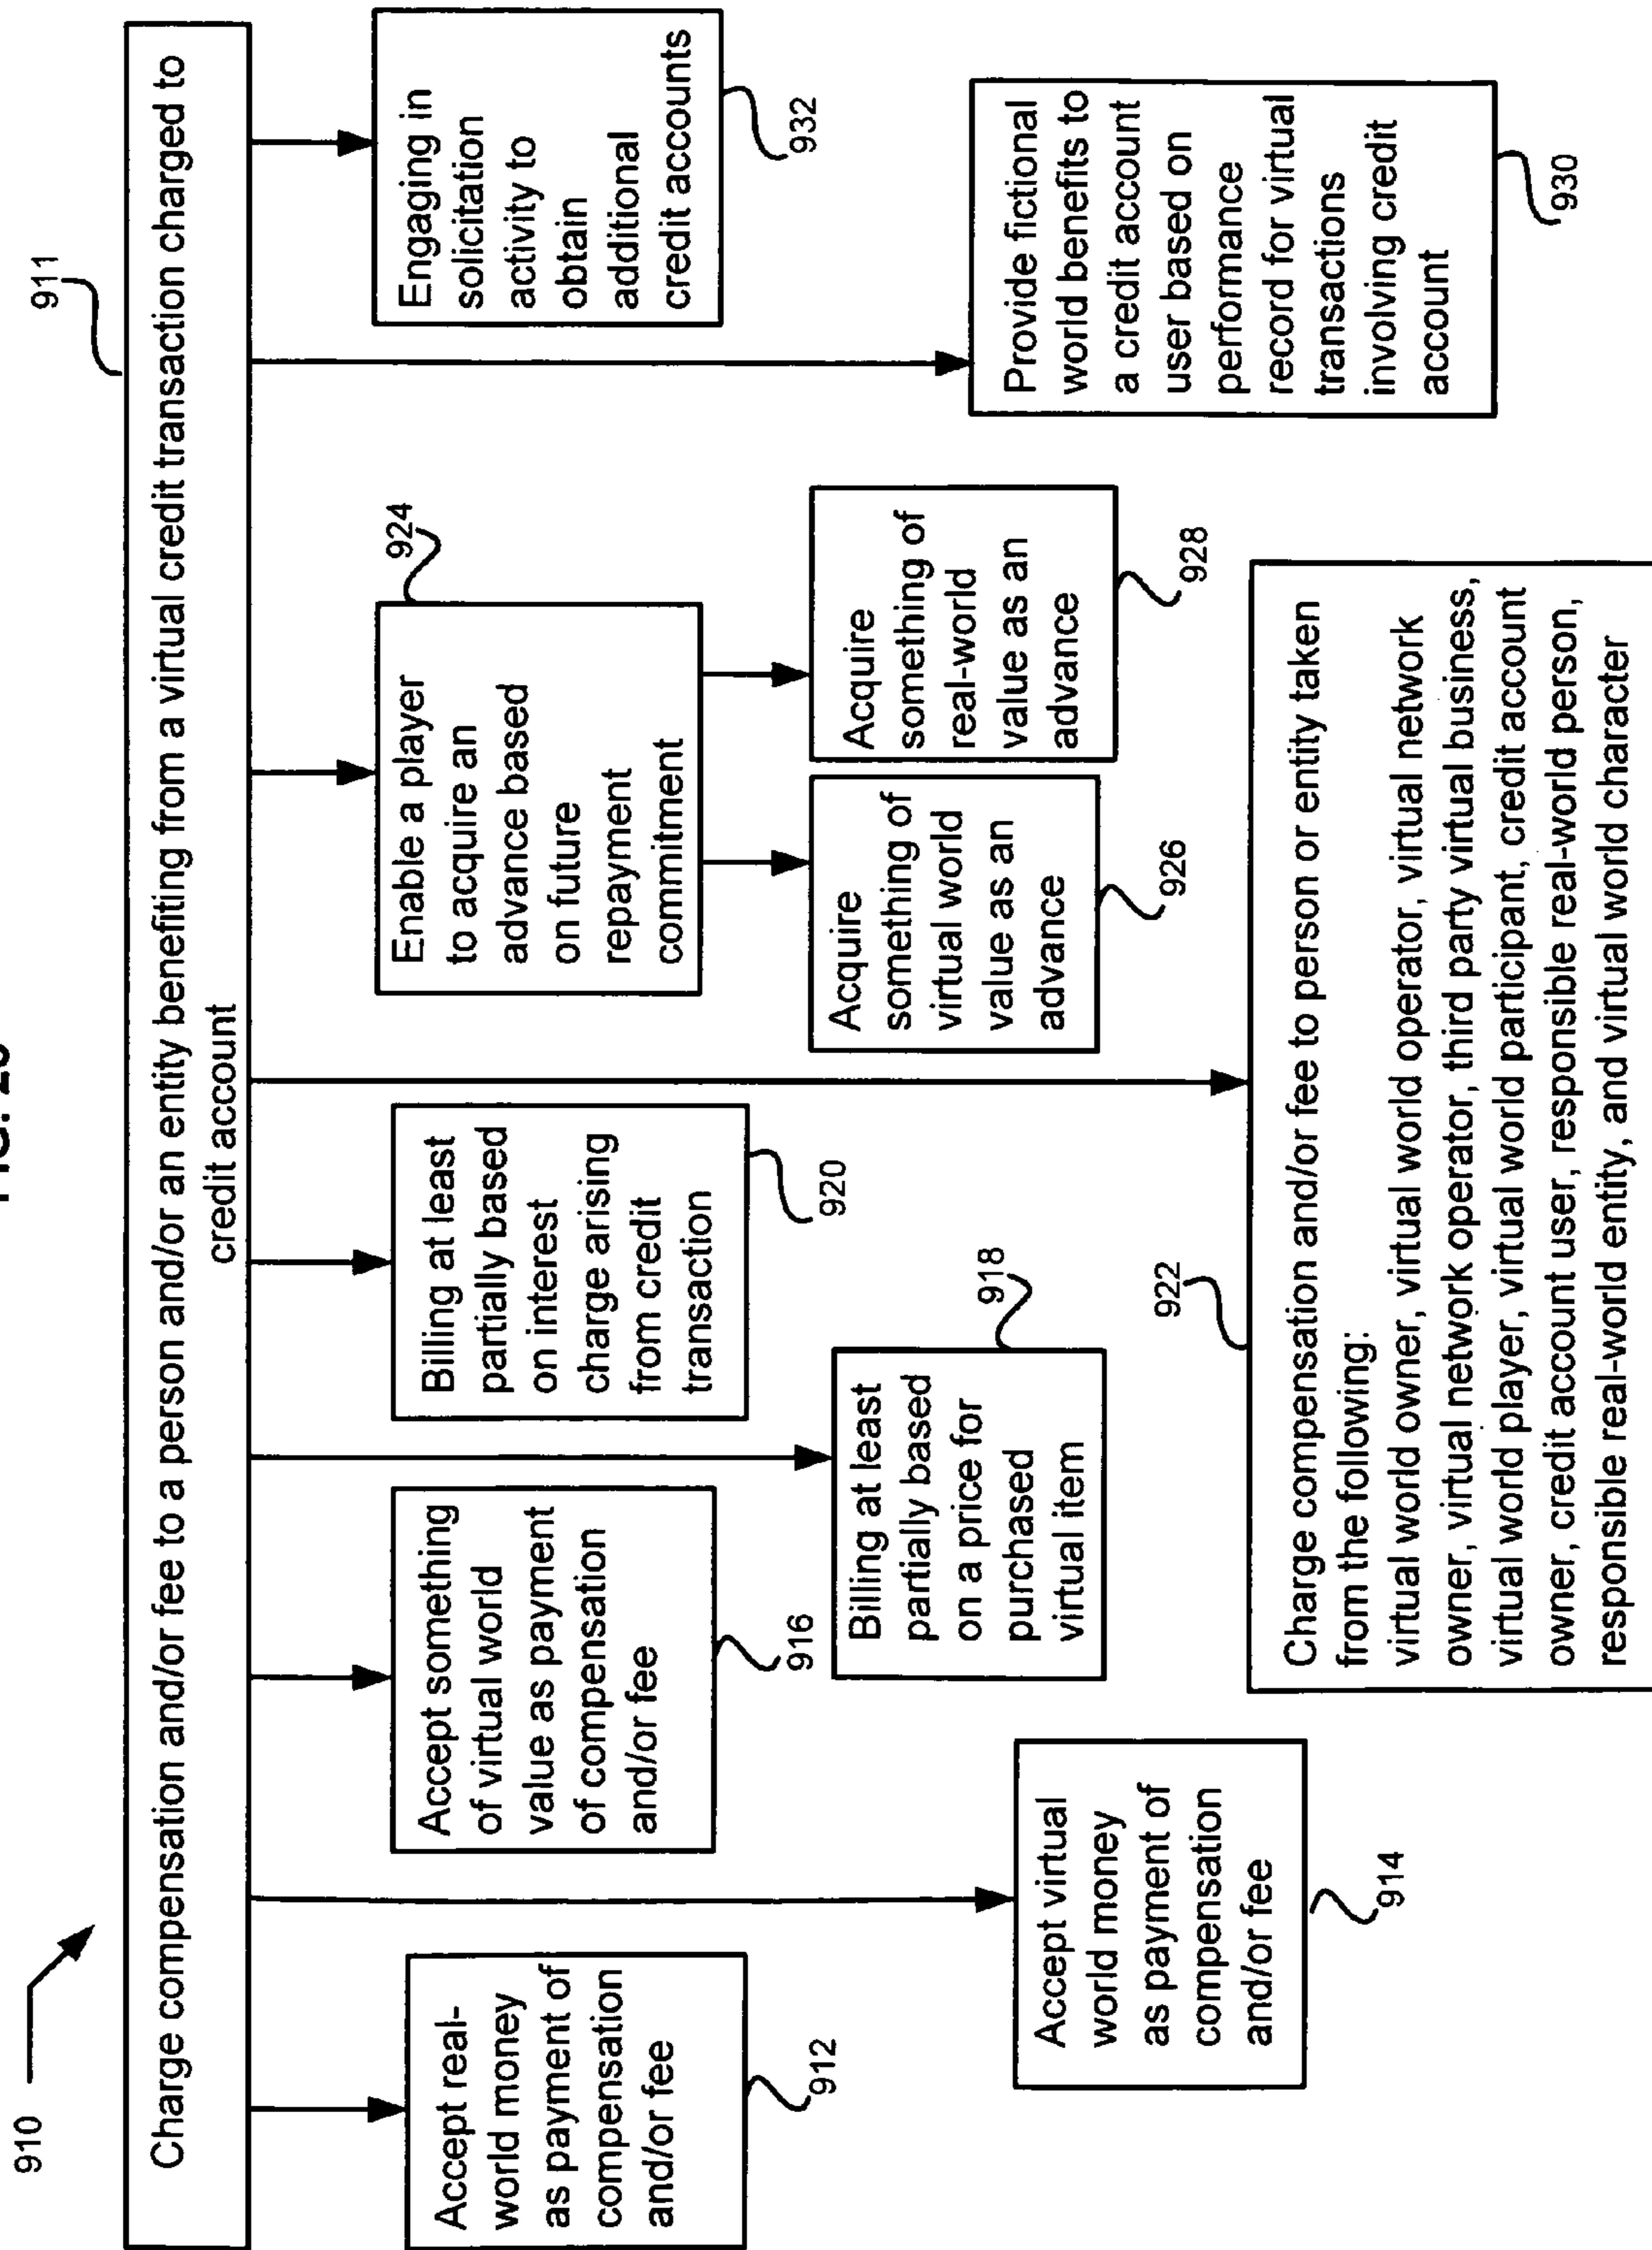 FIG.
910
911
Charge compensation and/or fee to a person and/or an entity benefiting from a virtual credit transaction charged to
credit account
Accept real-
world money
as payment of
compensation
and/or fee
912
Accept virtual
world money
as payment of
compensation
and/or fee
914
Accept something
of virtual world
value as payment
of compensation
and/or fee
916
Billing at least
partially based
on a price for
purchased
virtual item
918
Billing at least
partially based
on interest
charge arising
from credit
transaction
920
922
Charge compensation and/or fee to person or entity taken
from the following:
virtual world owner, virtual world operator, virtual network
owner, virtual network operator, third party virtual business,
virtual world player, virtual world participant, credit account
owner, credit account user, responsible real-world person,
responsible real-world entity, and virtual world character
924
Enable a player
to acquire an
advance based
on future
repayment
commitment
Acquire
something of
virtual world
value as an
advance
926
Acquire
something of
real-world
value as an
advance
928
Provide fictional
world benefits to
a credit account
user based on
performance
record for virtual
transactions
involving credit
account
930
Engaging in
solicitation
activity to
obtain
additional
credit accounts
932